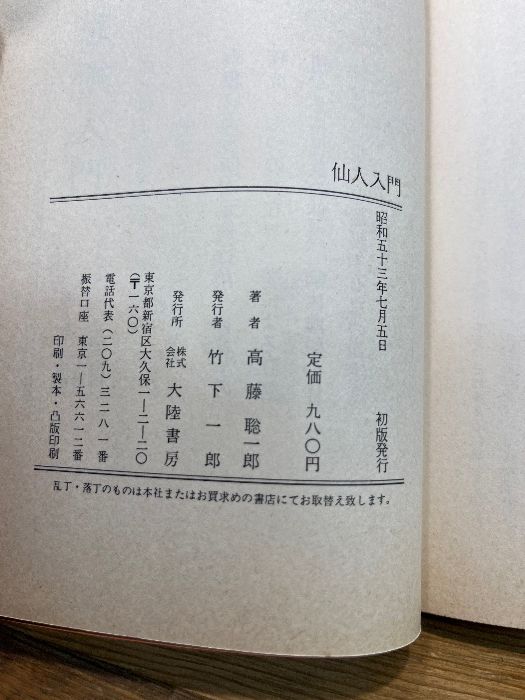 仙人入門
昭和五十三年七月五日　初版発行
定価　九八〇円
著者　高藤聡一郎
発行者　竹下一郎
発行所　株式会社　大陸書房
東京都新宿区大久保一—二—二〇
(〒一六〇)
電話代表(二〇九)三二八一番
振替口座　東京一—五六六一二番
印刷・製本・凸版印刷
乱丁・落丁のものは本社またはお買求めの書店にてお取替え致します。